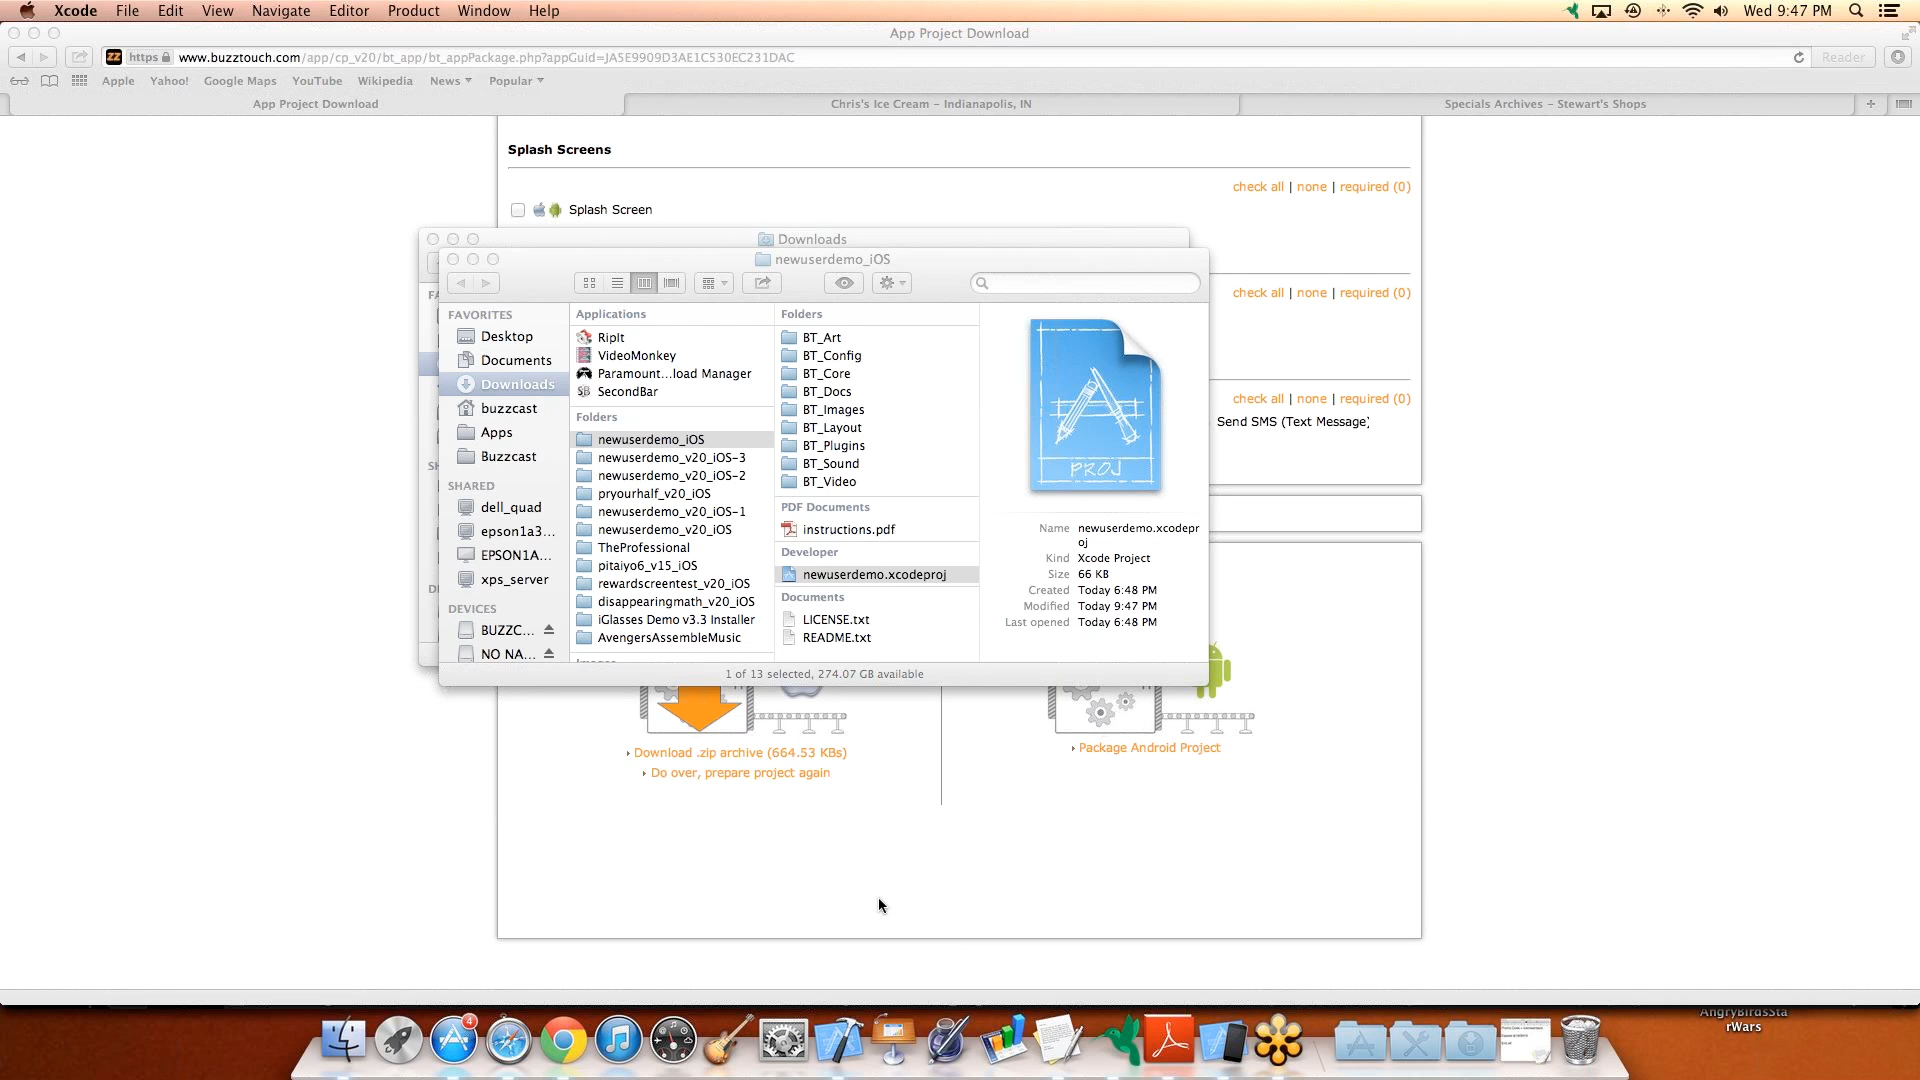 Xcode File Edit View Navigate Editor Product Window Help Wed 9:47 PM
App Project Download
https www.buzztouch.com/app/cp_v20/bt_app/bt_appPackage.php?appGuid=JA5E9909D3AE1C530EC231DAC Reader
Apple Yahoo! Google Maps YouTube Wikipedia News Popular
App Project Download Chris's Ice Cream – Indianapolis, IN Specials Archives – Stewart's Shops
Splash Screens
check all | none | required (0)
Splash Screen
Downloads
newuserdemo_iOS
check all | none | required (0)
check all | none | required (0)
Send SMS (Text Message)
FAVORITES
Desktop
Documents
Downloads
buzzcast
Apps
Buzzcast
SHARED
dell_quad
epson1a3...
EPSON1A...
xps_server
DEVICES
BUZZC...
NO NA...
Applications
RipIt
VideoMonkey
Paramount...load Manager
SecondBar
Folders
newuserdemo_iOS
newuserdemo_v20_iOS-3
newuserdemo_v20_iOS-2
pryourhalf_v20_iOS
newuserdemo_v20_iOS-1
newuserdemo_v20_iOS
TheProfessional
pitaiyo6_v15_iOS
rewardscreentest_v20_iOS
disappearingmath_v20_iOS
iGlasses Demo v3.3 Installer
AvengersAssembleMusic
Folders
BT_Art
BT_Config
BT_Core
BT_Docs
BT_Images
BT_Layout
BT_Plugins
BT_Sound
BT_Video
PDF Documents
instructions.pdf
Developer
newuserdemo.xcodeproj
Documents
LICENSE.txt
README.txt
PROJ
Name newuserdemo.xcodepr
oj
Kind Xcode Project
Size 66 KB
Created Today 6:48 PM
Modified Today 9:47 PM
Last opened Today 6:48 PM
1 of 13 selected, 274.07 GB available
Download .zip archive (664.53 KBs)
Do over, prepare project again
Package Android Project
AngryBirdsSta
rWars
4